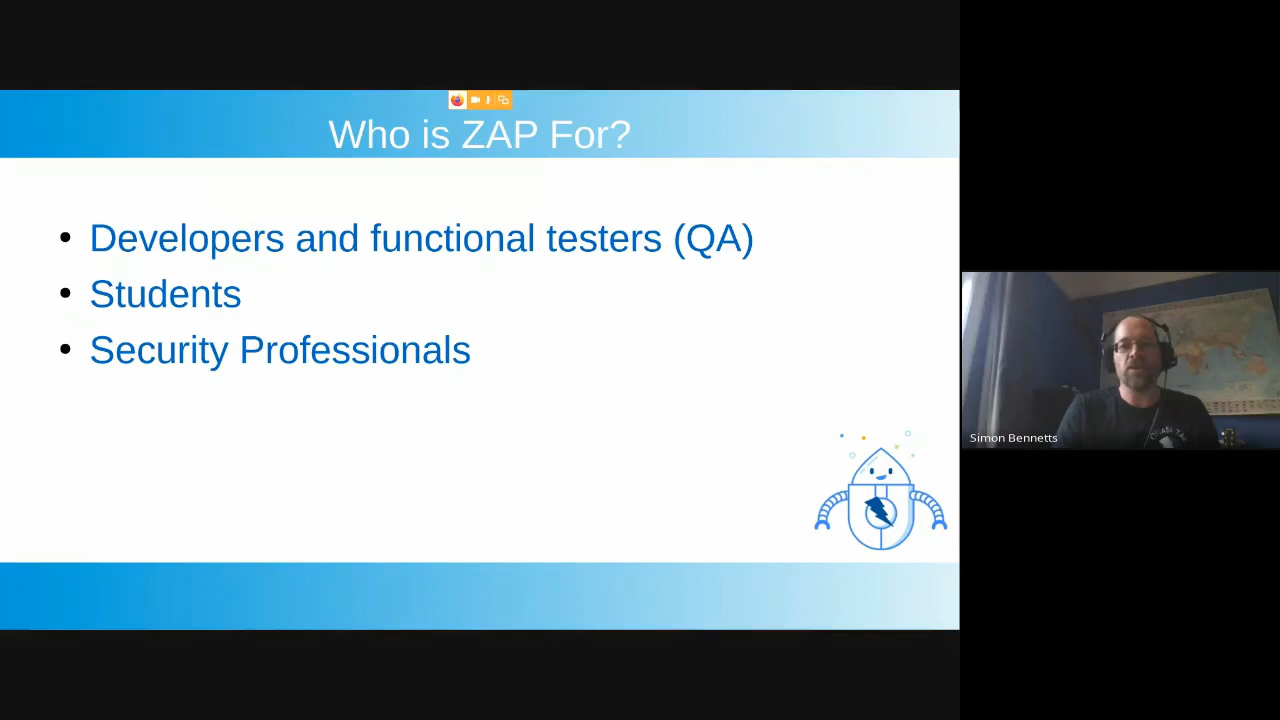 Who is ZAP For?
• Developers and functional testers (QA)
• Students
• Security Professionals
Simon Bennetts